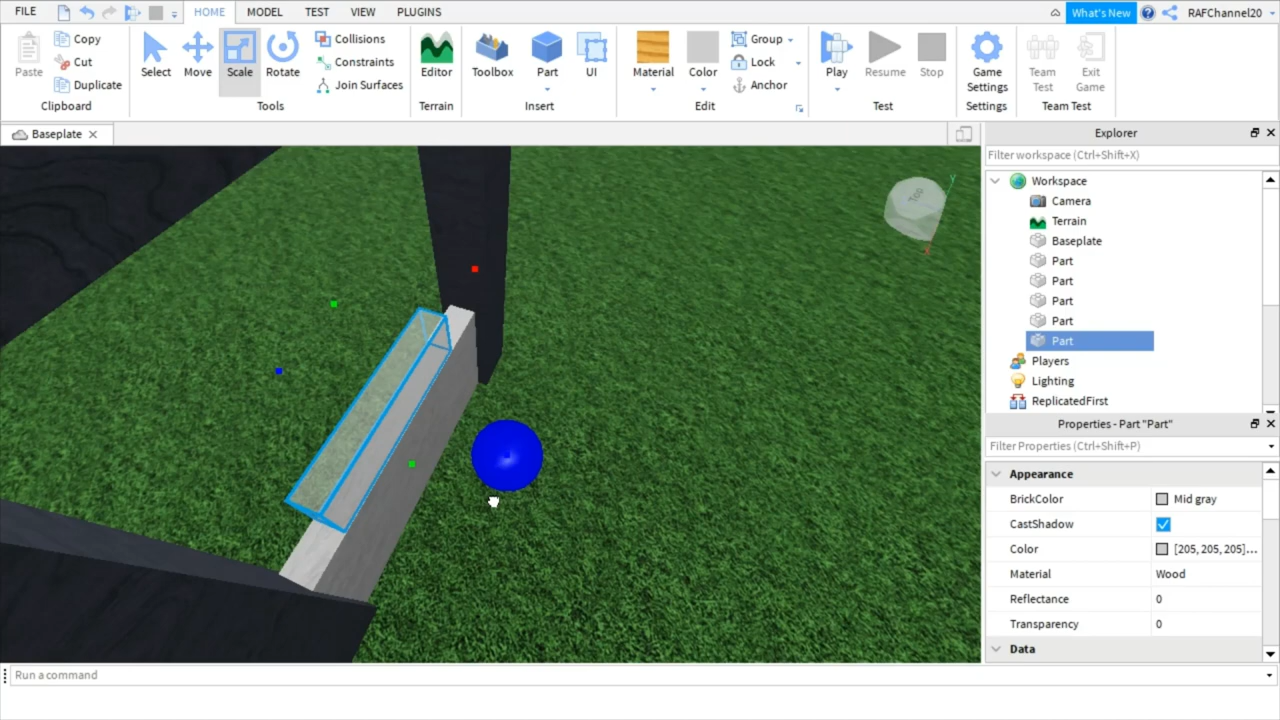 FILE HOME MODEL TEST VIEW PLUGINS What's New RAFChannel20
Paste Copy Cut Duplicate
Clipboard
Select Move Scale Rotate Collisions Constraints Join Surfaces
Tools
Editor
Terrain
Toolbox Part UI
Insert
Material Color Group Lock Anchor
Edit
Play Resume Stop
Test
Game Settings
Settings
Team Test Exit Game
Team Test
Baseplate
Top
Y
X
Explorer
Filter workspace (Ctrl+Shift+X)
Workspace
Camera
Terrain
Baseplate
Part
Part
Part
Part
Part
Players
Lighting
ReplicatedFirst
Properties - Part "Part"
Filter Properties (Ctrl+Shift+P)
Appearance
BrickColor Mid gray
CastShadow
Color [205, 205, 205]...
Material Wood
Reflectance 0
Transparency 0
Data
Run a command